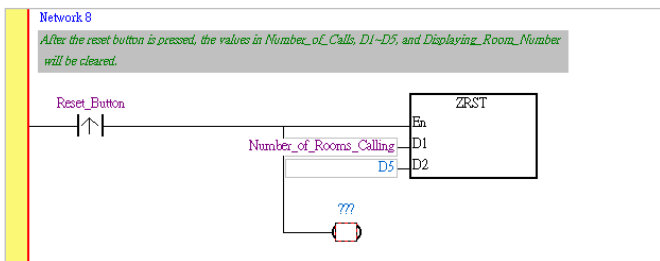 Network 8
After the reset button is pressed, the values in Number_of_Calls, D1~D5, and Displaying_Room_Number
will be cleared.
Reset_Button
ZRST
En
Number_of_Rooms_Calling D1
D5 D2
???